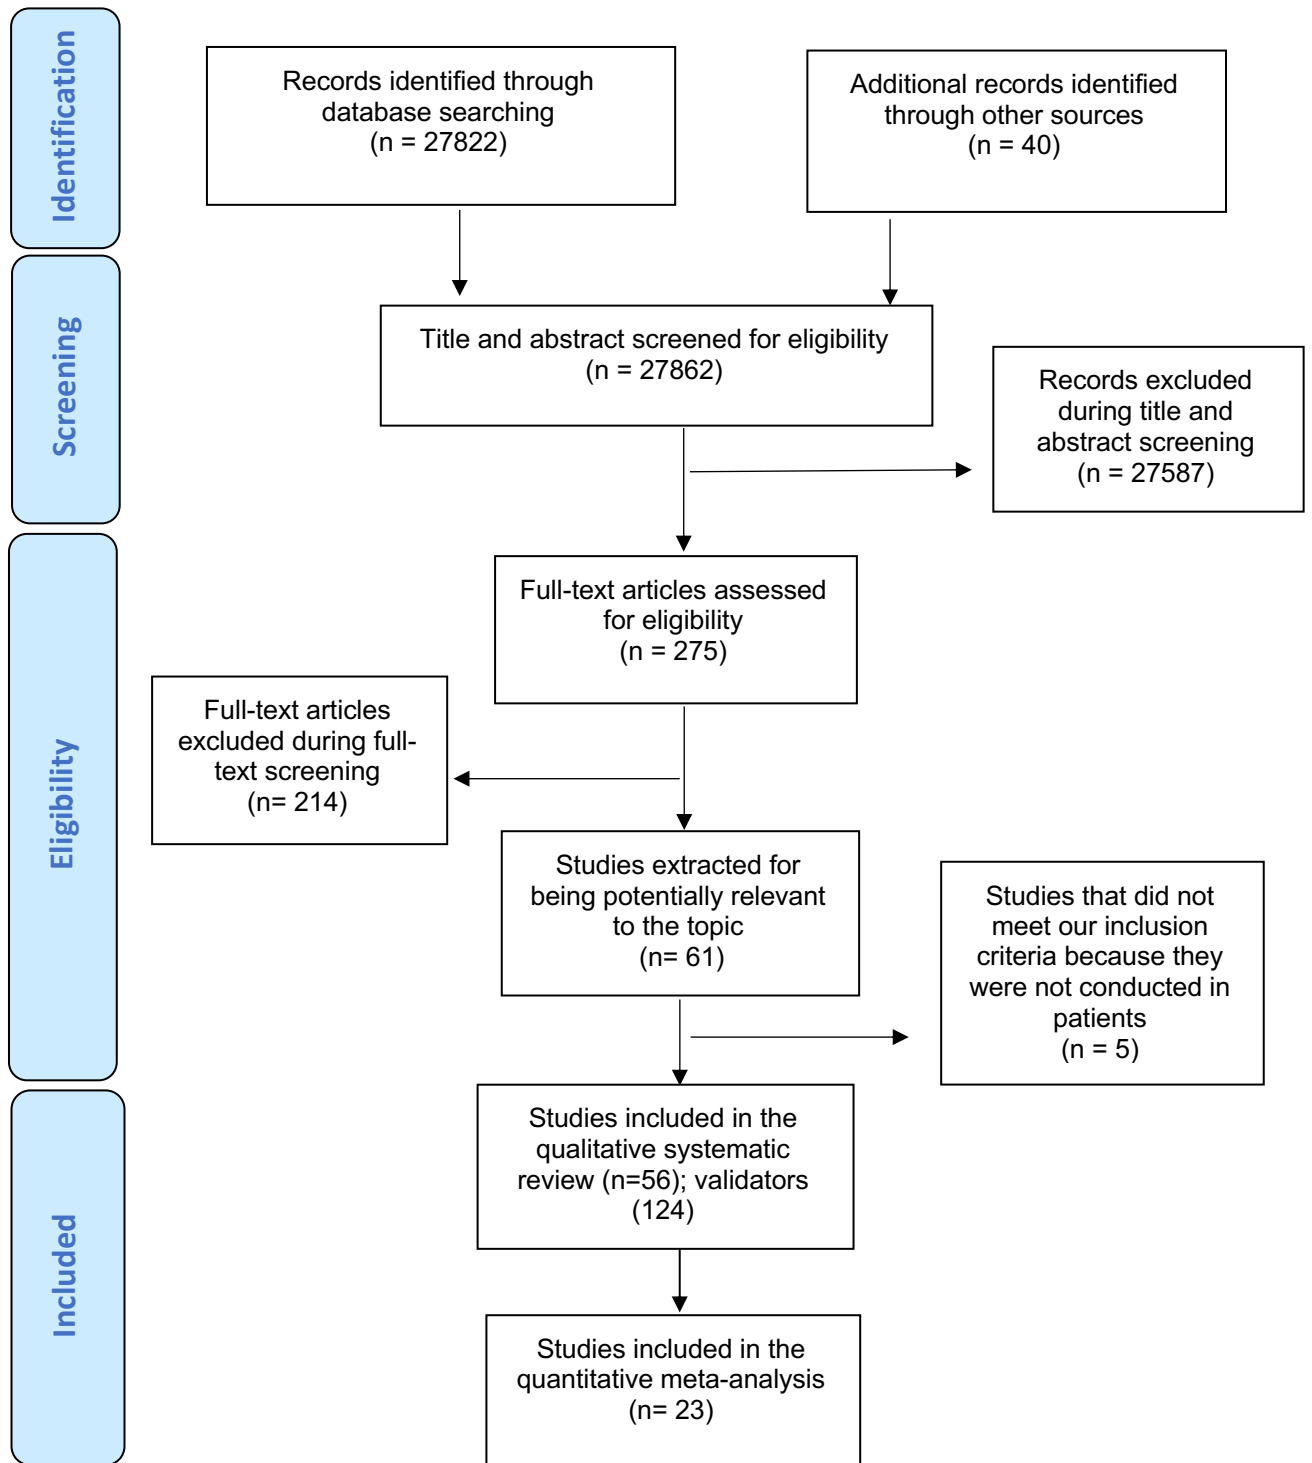 Identification
Records identified through
database searching
(n = 27822)
Additional records identified
through other sources
(n = 40)
Screening
Title and abstract screened for eligibility
(n = 27862)
Records excluded
during title and
abstract screening
(n = 27587)
Eligibility
Full-text articles assessed
for eligibility
(n = 275)
Full-text articles
excluded during full-
text screening
(n= 214)
Studies extracted for
being potentially relevant
to the topic
(n= 61)
Studies that did not
meet our inclusion
criteria because they
were not conducted in
patients
(n = 5)
Included
Studies included in the
qualitative systematic
review (n=56); validators
(124)
Studies included in the
quantitative meta-analysis
(n= 23)